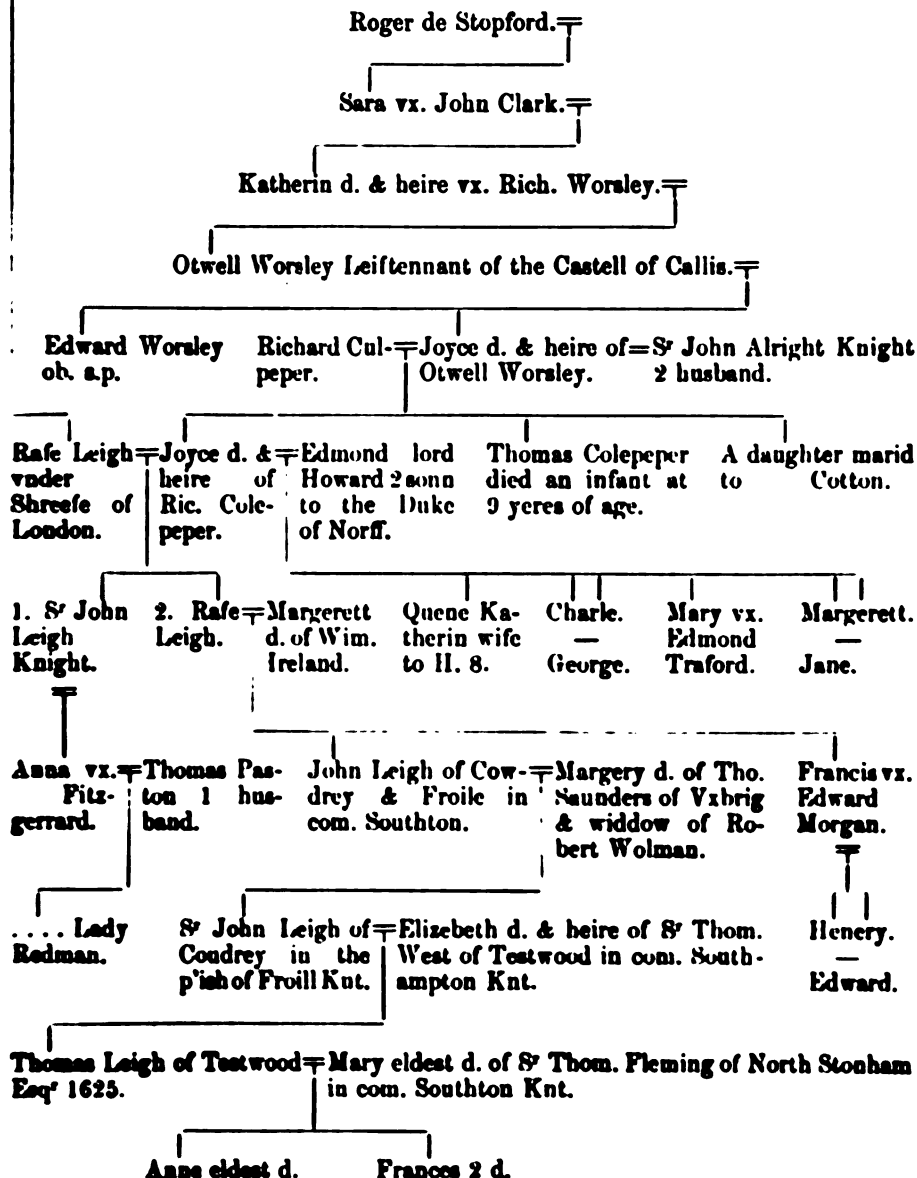 Roger de Stopford.
Sara vx. John Clark.
Katherin d. & heire vx. Rich. Worsley.
Otwell Worsley Leiftennant of the Castell of Callis.
Edward Worsley
ob. s.p.
Richard Cul-
peper.
Joyce d. & heire of
Otwell Worsley.
Sr John Alright Knight
2 husband.
Rafe Leigh
vnder
Shreefe of
London.
Joyce d. &
heire of
Ric. Cole-
peper.
Edmond lord
Howard 2 sonn
to the Duke
of Norff.
Thomas Colepeper
died an infant at
9 yeres of age.
A daughter marid
to Cotton.
1. Sr John
Leigh
Knight.
2. Rafe
Leigh.
Margerett
d. of Wim.
Ireland.
Quene Ka-
therin wife
to H. 8.
Charle.
—
George.
Mary vx.
Edmond
Traford.
Margerett.
—
Jane.
Anna vx.
Fitz-
gerrard.
Thomas Pas-
ton 1 hus-
band.
John Leigh of Cow-
drey & Froile in
com. Southton.
Margery d. of Tho.
Saunders of Vxbrig
& widdow of Ro-
bert Wolman.
Francis vx.
Edward
Morgan.
.... Lady
Redman.
Sr John Leigh of
Coudrey in the
p'ish of Froill Knt.
Elizebeth d. & heire of Sr Thom.
West of Testwood in com. South-
ampton Knt.
Henery.
—
Edward.
Thomas Leigh of Testwood
Esqr 1625.
Mary eldest d. of Sr Thom. Fleming of North Stonham
in com. Southton Knt.
Anne eldest d.
Frances 2 d.